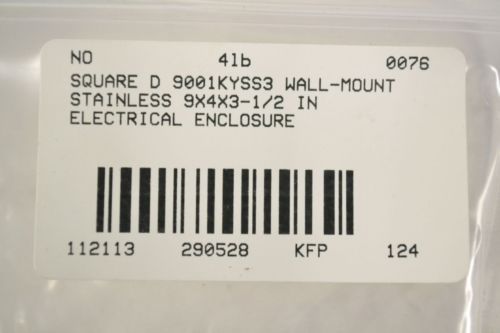 NO 4lb 0076
SQUARE D 9001KYSS3 WALL-MOUNT
STAINLESS 9X4X3-1/2 IN
ELECTRICAL ENCLOSURE
112113 290528 KFP 124